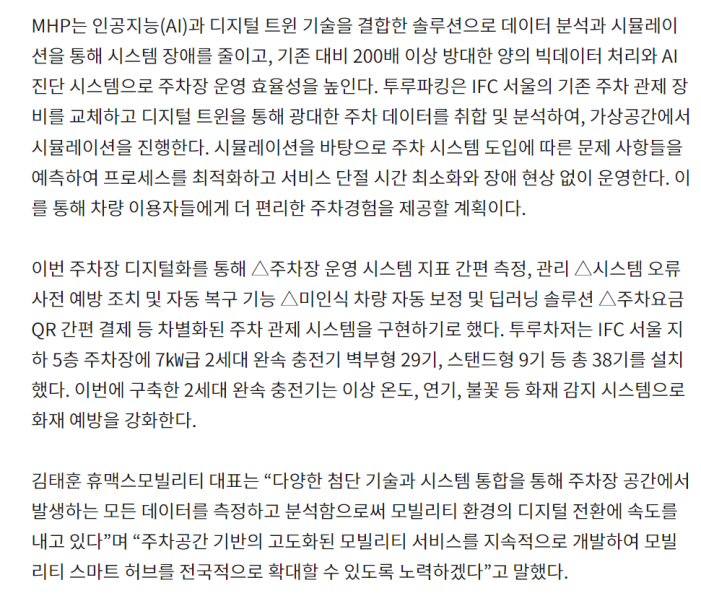 MHP는 인공지능(AI)과 디지털 트윈 기술을 결합한 솔루션으로 데이터 분석과 시뮬레이
션을 통해 시스템 장애를 줄이고, 기존 대비 200배 이상 방대한 양의 빅데이터 처리와 AI
진단 시스템으로 주차장 운영 효율성을 높인다. 투루파킹은 IFC 서울의 기존 주차 관제 장
비를 교체하고 디지털 트윈을 통해 광대한 주차 데이터를 취합 및 분석하여, 가상공간에서
시뮬레이션을 진행한다. 시뮬레이션을 바탕으로 주차 시스템 도입에 따른 문제 사항들을
예측하여 프로세스를 최적화하고 서비스 단절 시간 최소화와 장애 현상 없이 운영한다. 이
를 통해 차량 이용자들에게 더 편리한 주차경험을 제공할 계획이다.
이번 주차장 디지털화를 통해 △주차장 운영 시스템 지표 간편 측정, 관리 △시스템 오류
사전 예방 조치 및 자동 복구 기능 △미인식 차량 자동 보정 및 딥러닝 솔루션 △주차요금
QR 간편 결제 등 차별화된 주차 관제 시스템을 구현하기로 했다. 투루차저는 IFC 서울 지
하 5층 주차장에 7㎾급 2세대 완속 충전기 벽부형 29기, 스탠드형 9기 등 총 38기를 설치
했다. 이번에 구축한 2세대 완속 충전기는 이상 온도, 연기, 불꽃 등 화재 감지 시스템으로
화재 예방을 강화한다.
김태훈 휴맥스모빌리티 대표는 “다양한 첨단 기술과 시스템 통합을 통해 주차장 공간에서
발생하는 모든 데이터를 측정하고 분석함으로써 모빌리티 환경의 디지털 전환에 속도를
내고 있다”며 “주차공간 기반의 고도화된 모빌리티 서비스를 지속적으로 개발하여 모빌
리티 스마트 허브를 전국적으로 확대할 수 있도록 노력하겠다”고 말했다.